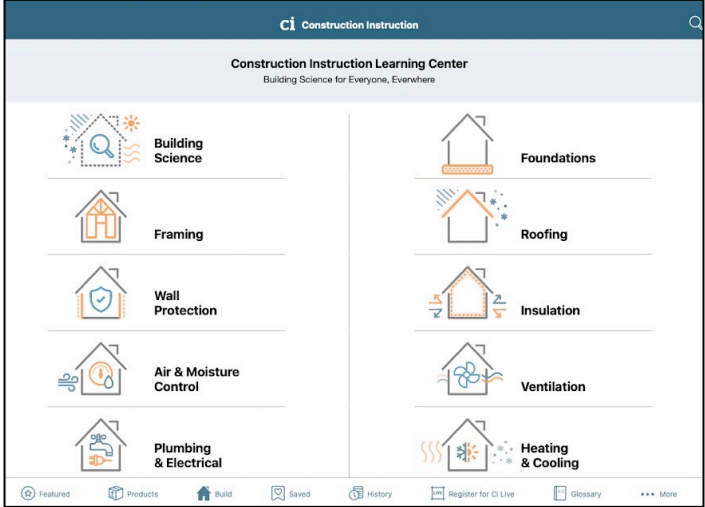 ci Construction Instruction
Construction Instruction Learning Center
Building Science for Everyone, Everwhere
Building
Science
Foundations
Framing
Roofing
Wall
Protection
Insulation
Air & Moisture
Control
Ventilation
Plumbing
& Electrical
Heating
& Cooling
Featured
Products
Build
Saved
History
LIVE
Register for Ci Live
Glossary
More